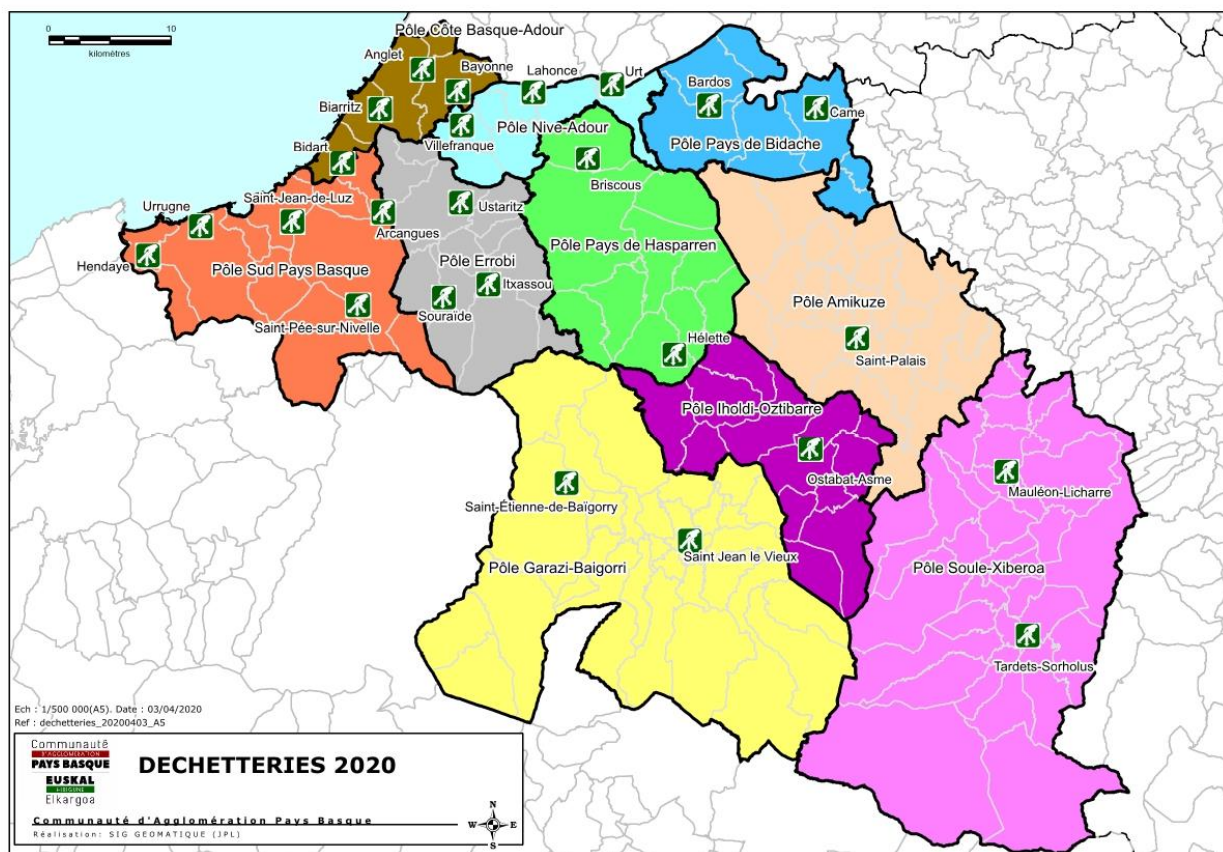 0 10
kilomètres
Pôle Côte Basque-Adour
Anglet
Bayonne
Lahonce
Urt
Bardos
Biarritz
Came
Pôle Nive-Adour
Villefranque
Pôle Pays de Bidache
Bidart
Briscous
Saint-Jean-de-Luz
Ustaritz
Urrugne
Arcangues
Pôle Pays de Hasparren
Hendaye
Pôle Sud Pays Basque
Pôle Errobi
Itxassou
Souraïde
Pôle Amikuze
Saint-Pée-sur-Nivelle
Hélette
Saint-Palais
Pôle Iholdi-Oztibarre
Ostabat-Asme
Mauléon-Licharre
Saint-Étienne-de-Baïgorry
Saint Jean le Vieux
Pôle Garazi-Baigorri
Pôle Soule-Xiberoa
Tardets-Sorholus
Ech : 1/500 000(A5). Date : 03/04/2020
Ref : dechetteries_20200403_A5
Communauté
D'AGGLOMERATION
PAYS BASQUE
EUSKAL
HIRIGUNE
Elkargoa
DECHETTERIES 2020
Communauté d'Agglomération Pays Basque
Réalisation: SIG GEOMATIQUE (JPL)
N
W E
S